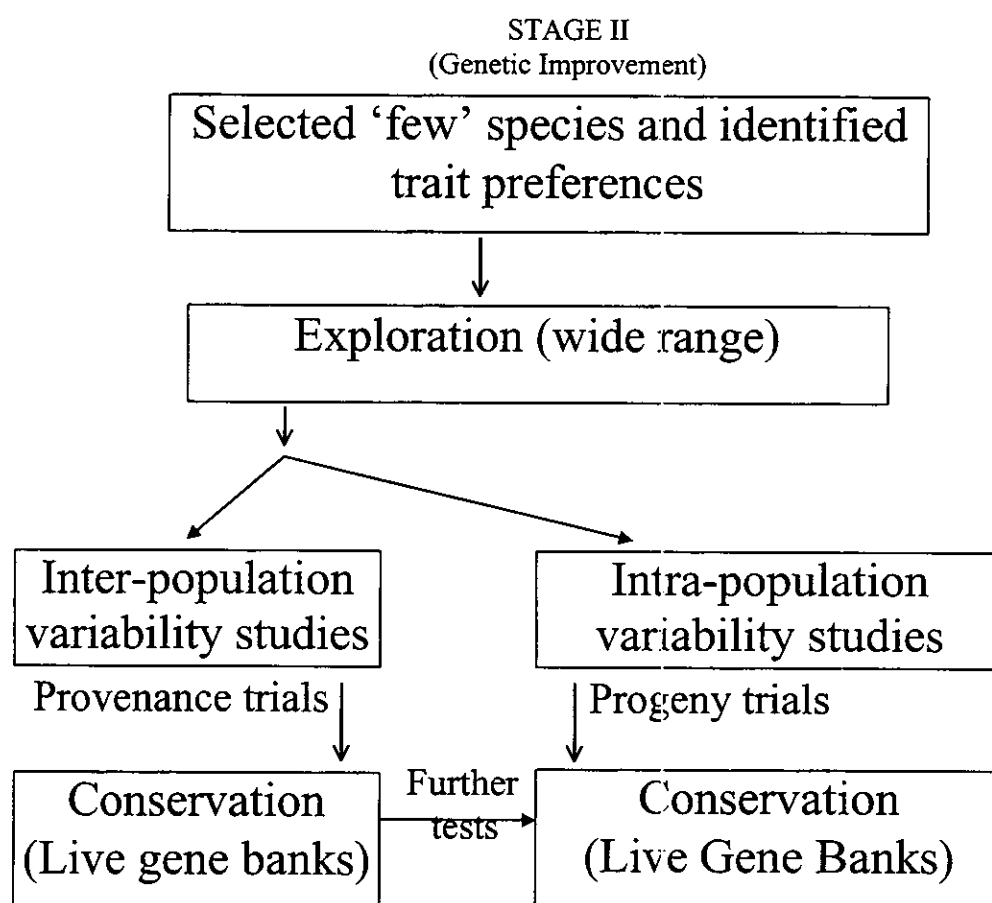 STAGE II
(Genetic Improvement)
Selected ‘few’ species and identified
trait preferences
Exploration (wide range)
Inter-population
variability studies
Intra-population
variability studies
Provenance trials
Progeny trials
Conservation
(Live gene banks)
Further
tests
Conservation
(Live Gene Banks)